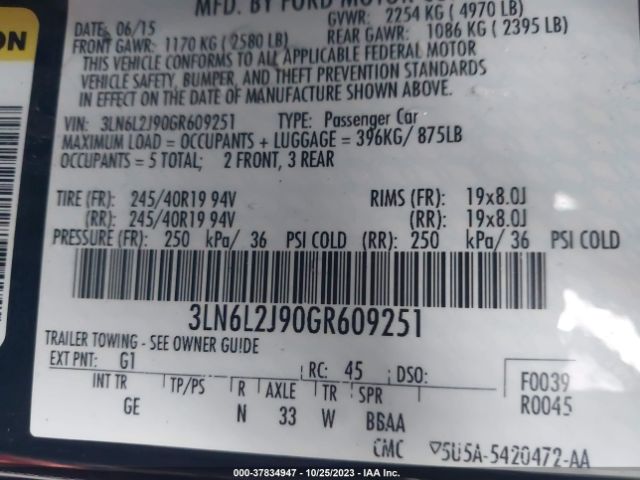 MFD. BY FORD MOTOR
GVWR: 2254 KG ( 4970 LB)
DATE: 06/15
REAR GAWR: 1086 KG ( 2395 LB)
FRONT GAWR: 1170 KG ( 2580 LB)
THIS VEHICLE CONFORMS TO ALL APPLICABLE FEDERAL MOTOR
VEHICLE SAFETY, BUMPER, AND THEFT PREVENTION STANDARDS
IN EFFECT ON THE DATE OF MANUFACTURE SHOWN ABOVE.
VIN: 3LN6L2J90GR609251 TYPE: Passenger Car
MAXIMUM LOAD = OCCUPANTS + LUGGAGE = 396KG/ 875LB
OCCUPANTS = 5 TOTAL; 2 FRONT, 3 REAR
TIRE (FR): 245/40R19 94V RIMS (FR): 19x8.0J
(RR): 245/40R19 94V (RR): 19x8.0J
PRESSURE (FR): 250 kPa/ 36 PSI COLD (RR): 250 kPa/ 36 PSI COLD
3LN6L2J90GR609251
TRAILER TOWING - SEE OWNER GUIDE
EXT PNT: G1 RC: 45 DSO: F0039
INT TR TP/PS R AXLE TR SPR R0045
GE N 33 W BBAA
CMC 5U5A-5420472-AA
000-37834947 - 10/25/2023 - IAA Inc.